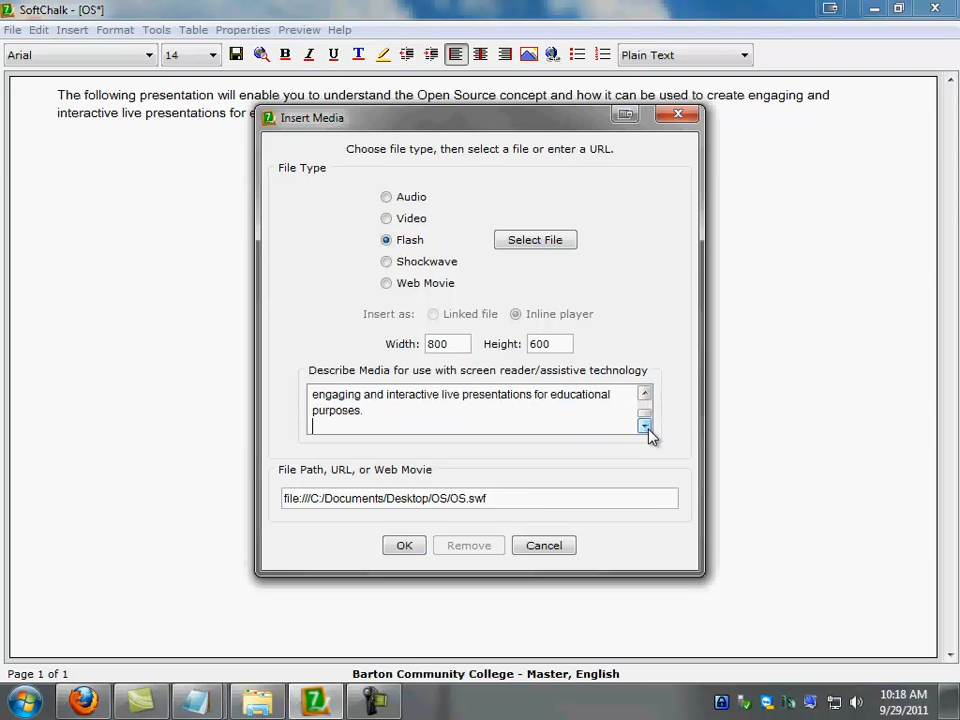 SoftChalk - [OS*]
File Edit Insert Format Tools Table Properties Preview Help
Arial 14 B I U T Plain Text
The following presentation will enable you to understand the Open Source concept and how it can be used to create engaging and
interactive live presentations for e
Insert Media
Choose file type, then select a file or enter a URL.
File Type
Audio
Video
Flash Select File
Shockwave
Web Movie
Insert as: Linked file Inline player
Width: 800 Height: 600
Describe Media for use with screen reader/assistive technology
engaging and interactive live presentations for educational
purposes.
File Path, URL, or Web Movie
file:///C:/Documents/Desktop/OS/OS.swf
OK Remove Cancel
Page 1 of 1 Barton Community College - Master, English
10:18 AM
9/29/2011